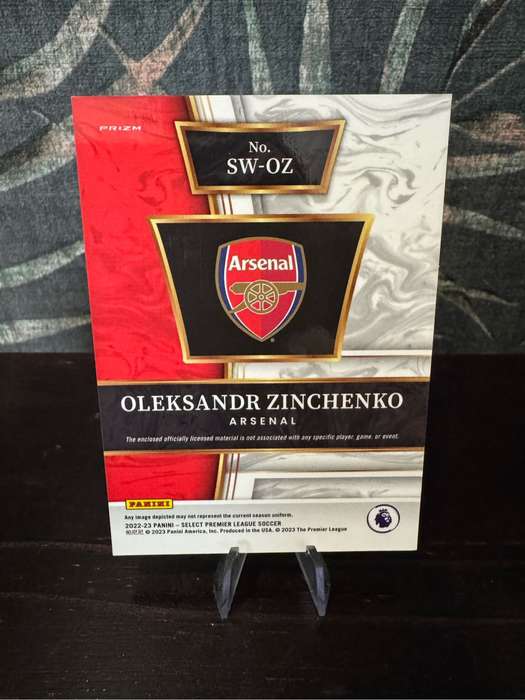 PRIZM
No.
SW-OZ
Arsenal
OLEKSANDR ZINCHENKO
ARSENAL
The enclosed officially licensed material is not associated with any specific player, game, or event.
PANINI
Any image depicted may not represent the current season uniform.
2022-23 PANINI – SELECT PREMIER LEAGUE SOCCER
© 2023 Panini America, Inc. Produced in the USA. © 2023 The Premier League